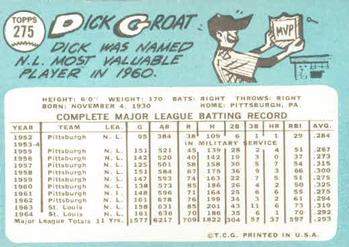 TOPPS
275
DICK GROAT
DICK WAS NAMED
N.L. MOST VALUABLE
PLAYER IN 1960.
MVP
HEIGHT: 6'0" WEIGHT: 170 BATS: RIGHT THROWS: RIGHT
BORN: NOVEMBER 4, 1930 HOME: PITTSBURGH, PA.
COMPLETE MAJOR LEAGUE BATTING RECORD
YEAR TEAM LEA. G AB R H 2B 3B HR RBI AVG.
1952 Pittsburgh N.L. 95 384 38 109 6 1 1 29 .284
1953-4 IN MILITARY SERVICE
1955 Pittsburgh N.L. 151 521 45 139 28 2 4 51 .267
1956 Pittsburgh N.L. 142 520 40 142 19 3 0 37 .273
1957 Pittsburgh N.L. 125 501 58 158 30 5 7 54 .315
1958 Pittsburgh N.L. 151 584 67 175 36 9 3 66 .300
1959 Pittsburgh N.L. 147 593 74 163 22 7 5 51 .275
1960 Pittsburgh N.L. 138 573 85 186 26 4 2 50 .325
1961 Pittsburgh N.L. 148 596 71 164 25 6 6 55 .275
1962 Pittsburgh N.L. 161 678 76 199 34 3 2 61 .294
1963 St. Louis N.L. 158 631 85 201 43 11 6 73 .319
1964 St. Louis N.L. 161 636 70 186 35 6 1 70 .292
Major League Totals 11 Yrs. 1577 6217 709 1822 304 57 37 597 .293
©T.C.G. PRINTED IN U.S.A.